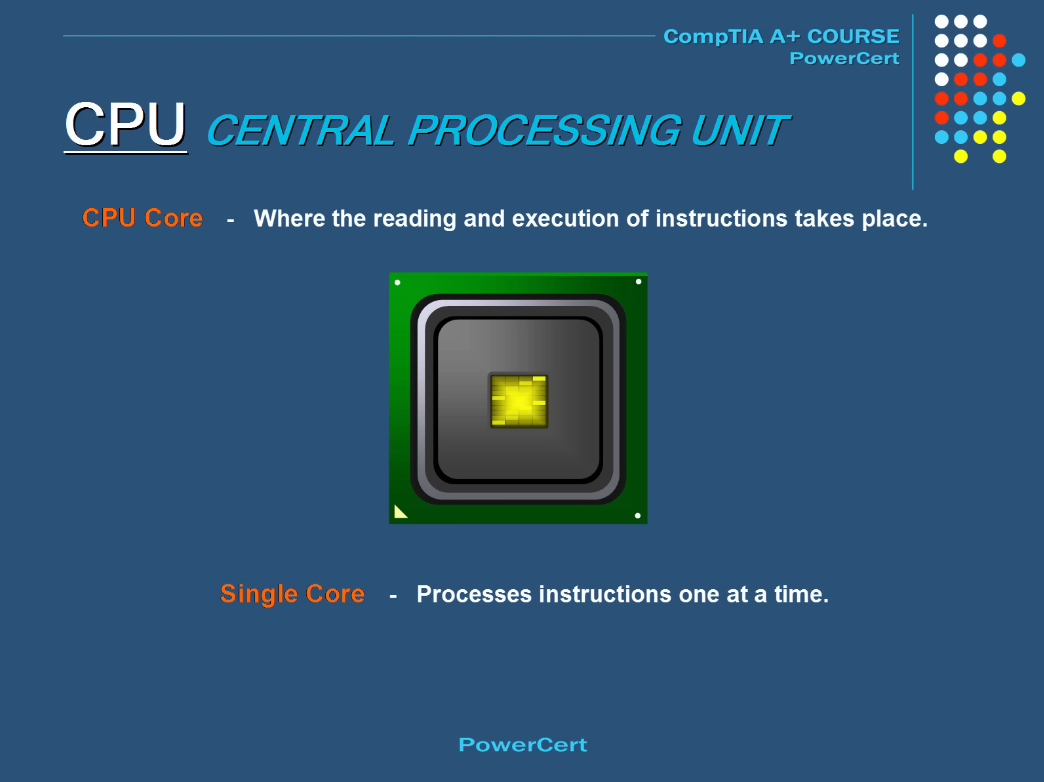 CompTIA A+ COURSE
PowerCert
CPU CENTRAL PROCESSING UNIT
CPU Core - Where the reading and execution of instructions takes place.
Single Core - Processes instructions one at a time.
PowerCert